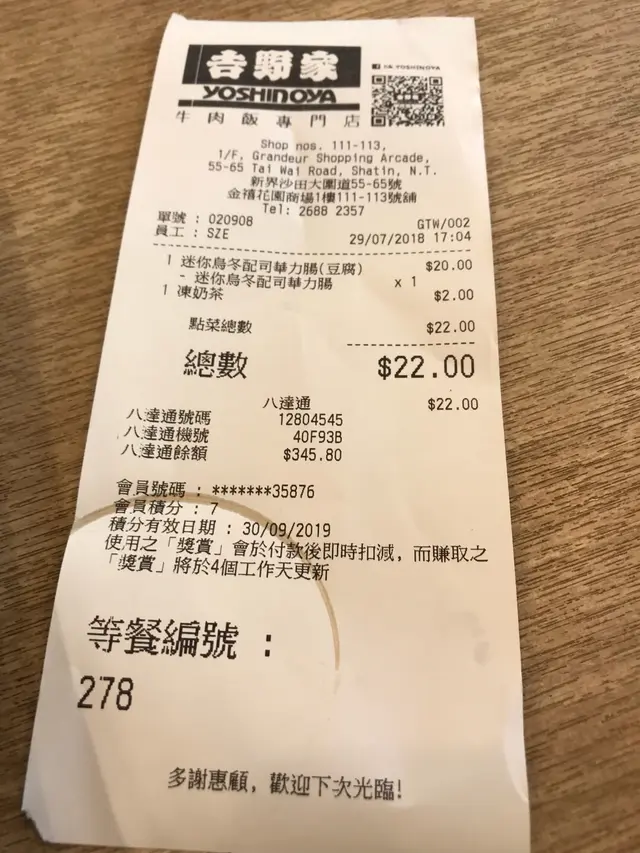 吉野家
YOSHINOYA
牛肉飯專門店
HK YOSHINOYA
Shop nos. 111-113,
1/F, Grandeur Shopping Arcade,
55-65 Tai Wai Road, Shatin, N.T.
新界沙田大圍道55-65號
金禧花園商場1樓111-113號舖
Tel: 2688 2357
單號 : 020908 GTW/002
員工 : SZE 29/07/2018 17:04
1 迷你烏冬配司華力腸(豆腐) $20.00
- 迷你烏冬配司華力腸 x 1
1 凍奶茶 $2.00
點菜總數 $22.00
總數 $22.00
八達通 $22.00
八達通號碼 12804545
八達通機號 40F93B
八達通餘額 $345.80
會員號碼 : *******35876
會員積分 : 7
積分有效日期 : 30/09/2019
使用之「獎賞」會於付款後即時扣減, 而賺取之
「獎賞」將於4個工作天更新
等餐編號 :
278
多謝惠顧, 歡迎下次光臨!